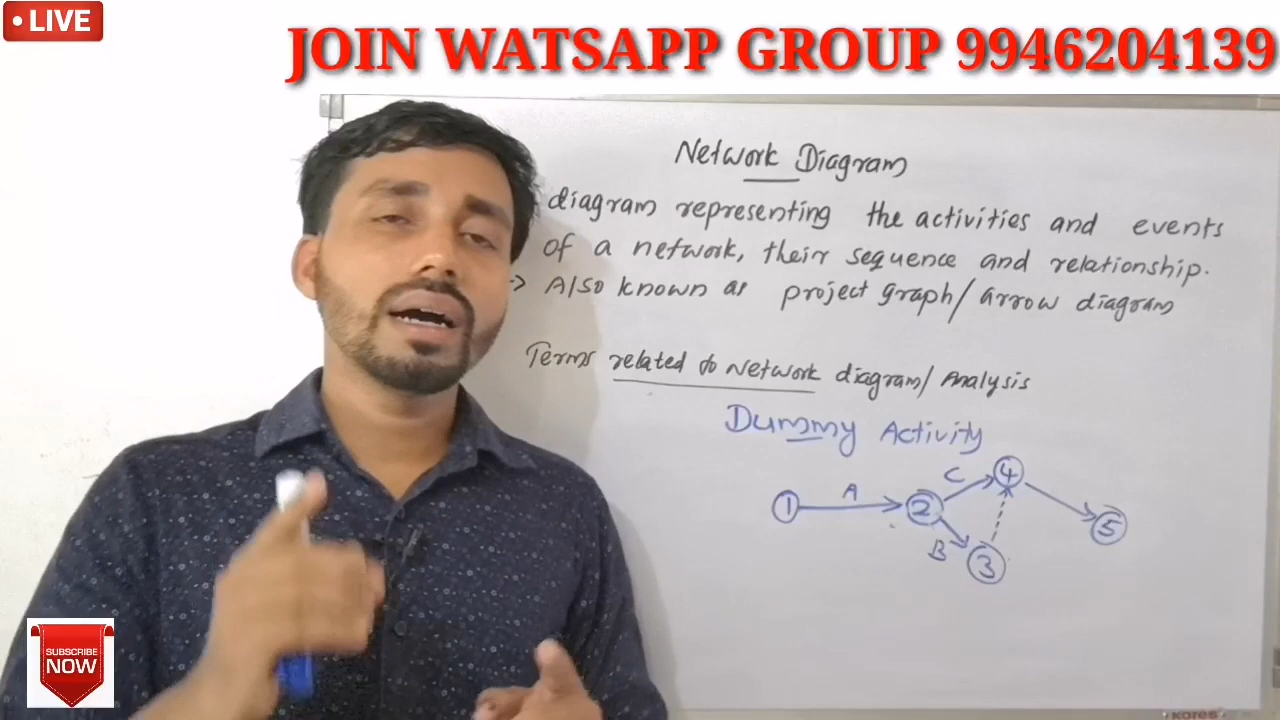 • LIVE
JOIN WATSAPP GROUP 9946204139
Network Diagram
diagram representing the activities and events
of a network, their sequence and relationship.
-> Also known as project graph/ arrow diagram
Terms related to Network diagram/ Analysis
Dummy Activity
C 4
1 A 2
5
B 3
SUBSCRIBE
NOW
KORES